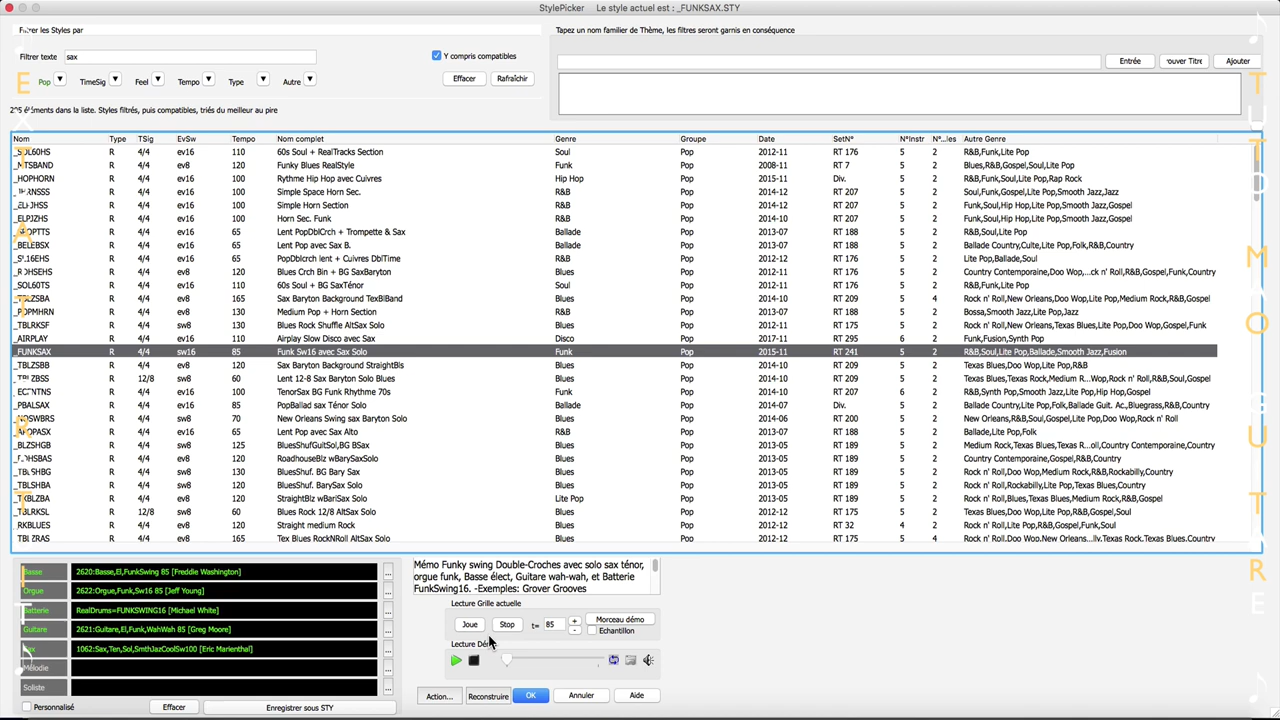 StylePicker Le style actuel est : _FUNKSAX.STY
Filtrer les Styles par
Tapez un nom familier de Thème, les filtres seront garnis en conséquence
Filtrer texte sax
Y compris compatibles
Entrée
Ajouter
Pop TimeSig Feel Tempo Type Autre
Effacer Rafraîchir
éléments dans la liste. Styles filtrés, puis compatibles, triés du meilleur au pire
Nom Type TSig EvSw Tempo Nom complet Genre Groupe Date SetN° N°Instr N°...les Autre Genre
_SOL60HS R 4/4 ev16 110 60s Soul + RealTracks Section Soul Pop 2012-11 RT 176 5 2 R&B,Funk,Lite Pop
_MTSBAND R 4/4 ev8 120 Funky Blues RealStyle Funk Pop 2008-11 RT 7 5 2 Blues,R&B,Gospel,Soul,Lite Pop
_HOPHORN R 4/4 ev16 100 Rythme Hip Hop avec Cuivres Hip Hop Pop 2015-11 Div. 5 2 R&B,Funk,Soul,Lite Pop,Rap Rock
R 4/4 ev16 100 Simple Space Horn Sec. R&B Pop 2014-12 RT 207 5 2 Soul,Funk,Gospel,Lite Pop,Smooth Jazz,Jazz
R 4/4 ev16 100 Simple Horn Section R&B Pop 2014-12 RT 207 5 2 Funk,Soul,Hip Hop,Lite Pop,Smooth Jazz,Gospel
_ELPJZHS R 4/4 ev16 100 Horn Sec. Funk R&B Pop 2014-10 RT 207 5 2 Funk,Soul,Hip Hop,Lite Pop,Smooth Jazz,Gospel
R 4/4 ev16 65 Lent PopDblCrch + Trompette & Sax Ballade Pop 2013-07 RT 188 5 2 R&B,Soul,Lite Pop
_BELEBSX R 4/4 ev16 65 Lent Pop avec Sax B. R&B Pop 2013-07 RT 188 5 2 Ballade Country,Culte,Lite Pop,Folk,R&B,Country
R 4/4 ev16 65 PopDblcrch lent + Cuivres DblTime R&B Pop 2013-07 RT 188 5 2 Lite Pop,Ballade,Soul
R 4/4 ev8 120 Blues Crch Bin + BG SaxBaryton Blues Pop 2012-11 RT 176 5 2 Country Contemporaine,Doo Wop,...ck n' Roll,R&B,Gospel,Funk,Country
_SOL60TS R 4/4 ev16 110 60s Soul + BG SaxTénor Soul Pop 2012-11 RT 176 5 2 R&B,Funk,Lite Pop
R 4/4 ev8 165 Sax Baryton Background TexBlBand Blues Pop 2014-10 RT 209 5 4 Rock n' Roll,New Orleans,Doo Wop,Lite Pop,Medium Rock,R&B,Gospel
_POPMHRN R 4/4 ev8 130 Medium Pop + Horn Section R&B Pop 2014-10 RT 208 5 2 Bossa,Smooth Jazz,Lite Pop,Jazz
_TBLRKSF R 4/4 sw8 130 Blues Rock Shuffle AltSax Solo Blues Pop 2012-11 RT 175 5 2 Rock n' Roll,New Orleans,Texas Blues,Doo Wop,Lite Pop,Gospel,Funk
_AIRPLAY R 4/4 ev16 110 Airplay Slow Disco avec Sax Disco Pop 2017-11 RT 295 6 2 Funk,Fusion,Synth Pop
_FUNKSAX R 4/4 sw16 85 Funk Sw16 avec Sax Solo Funk Pop 2015-11 RT 241 5 2 R&B,Soul,Lite Pop,Ballade,Smooth Jazz,Fusion
_TBLZSBB R 4/4 sw8 165 Sax Baryton Background StraightBls Blues Pop 2014-10 RT 209 5 2 Texas Blues,Doo Wop,Lite Pop,R&B
R 12/8 sw8 60 Lent 12-8 Sax Baryton Solo Blues Blues Pop 2014-10 RT 209 5 2 Texas Blues,Texas Rock,Medium R...Wop,Rock n' Roll,R&B,Soul,Gospel
R 4/4 ev16 110 TenorSax BG Funk Rhythme 70s Funk Pop 2014-10 RT 208 6 2 R&B,Synth Pop,Smooth Jazz,Lite Pop,Hip Hop,Gospel
_PBALSAX R 4/4 ev16 85 PopBallad sax Ténor Solo Ballade Pop 2014-07 Div. 5 2 Ballade Country,Lite Pop,Folk,Ballade Guit. Ac.,Bluegrass,R&B,Country
_NOSWBRS R 4/4 sw8 70 New Orleans Swing sax Baryton Solo Blues Pop 2014-06 RT 200 5 2 New Orleans,R&B,Soul,Gospel,Doo Wop,Rock n' Roll
R 4/4 ev16 60 Lent Pop avec Sax Alto R&B Pop 2013-07 RT 188 5 2 Ballade,Lite Pop,Folk
_BLZSHGB R 4/4 sw8 125 BluesShufGuitSol,BG BSax Blues Pop 2013-05 RT 189 5 2 Medium Rock,Texas Blues,Texas R...oll,Country Contemporaine,Country
R 4/4 ev8 120 RoadhouseBlz wBarySaxSolo Blues Pop 2013-05 RT 189 5 2 Country Contemporaine,Gospel,R&B,Country
_TBLSHBG R 4/4 sw8 130 BluesShuf. BG Bary Sax Blues Pop 2013-05 RT 189 5 2 Rock n' Roll,Doo Wop,Medium Rock,R&B,Rockabilly,Country
_TBLSHBA R 4/4 sw8 120 BluesShuf. BarySax Solo Blues Pop 2013-05 RT 189 5 2 Rock n' Roll,Rockabilly,Lite Pop,Texas Blues,Country
R 4/4 ev8 165 StraightBlz wBariSax Solo Lite Pop Pop 2013-05 RT 189 5 2 Rock n' Roll,Blues,Texas Blues,Medium Rock,R&B,Gospel
_TBLRKSL R 12/8 sw8 60 Blues Rock 12/8 AltoSax Solo Blues Pop 2012-12 RT 175 5 2 Rock n' Roll,Doo Wop,Texas Blues,R&B,Lite Pop,Gospel,Soul
_RKBLUES R 4/4 ev8 120 Straight medium Rock Blues Pop 2012-12 RT 32 4 4 Rock n' Roll,R&B,Lite Pop,Gospel,Funk,Soul
R 4/4 ev8 165 Tex Blues RockNRoll AltSax Solo Blues Pop 2012-12 RT 175 5 4 Rock n' Roll,Doo Wop,New Orleans...lly,Texas Rock,R&B,Country,Texas Rock
Basse 2620:Basse,El,FunkSwing 85 [Freddie Washington]
Orgue 2622:Orgue,Funk,Sw16 85 [Jeff Young]
Batterie RealDrums=FUNKSWING16 [Michael White]
Guitare 2621:Guitare,El,Funk,WahWah 85 [Greg Moore]
Sax 1062:Sax,Ten,Sol,SmthJazCoolSw100 [Eric Marienthal]
Mélodie
Soliste
Personnalisé Effacer Enregistrer sous STY
Mémo Funky swing Double-Croches avec solo sax ténor,
orgue funk, Basse élect, Guitare wah-wah, et Batterie
FunkSwing16. -Exemples: Grover Grooves
Lecture Grille actuelle
Joue Stop t= 85 + - Morceau démo
Echantillon
Lecture
Action... Reconstruire OK Annuler Aide